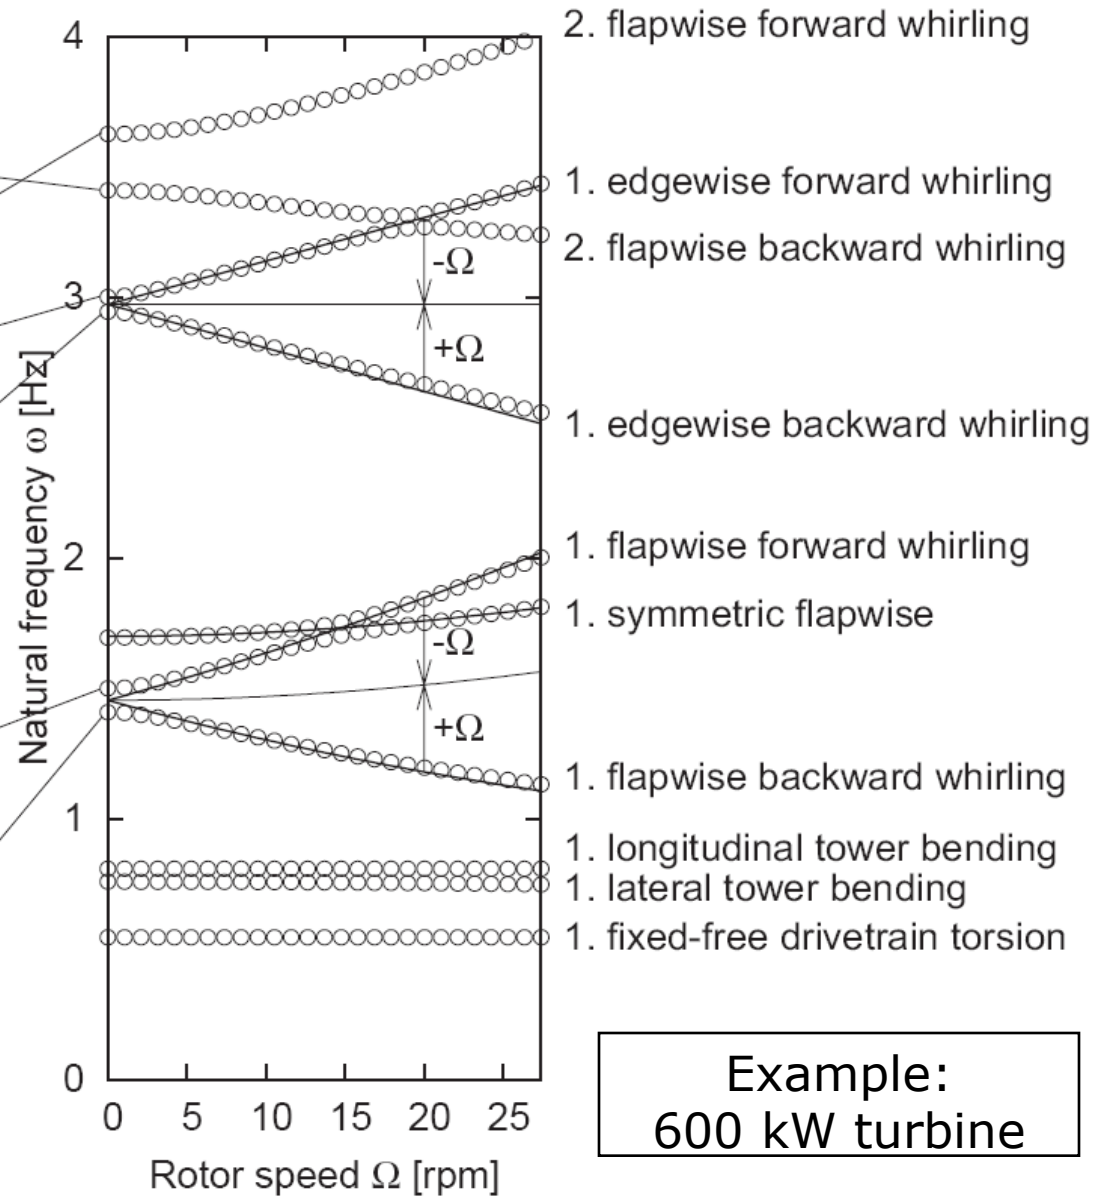 4
2. flapwise forward whirling
1. edgewise forward whirling
2. flapwise backward whirling
-Ω
3
+Ω
1. edgewise backward whirling
Natural frequency ω [Hz]
2
1. flapwise forward whirling
1. symmetric flapwise
-Ω
+Ω
1. flapwise backward whirling
1
1. longitudinal tower bending
1. lateral tower bending
1. fixed-free drivetrain torsion
0
0 5 10 15 20 25
Rotor speed Ω [rpm]
Example:
600 kW turbine